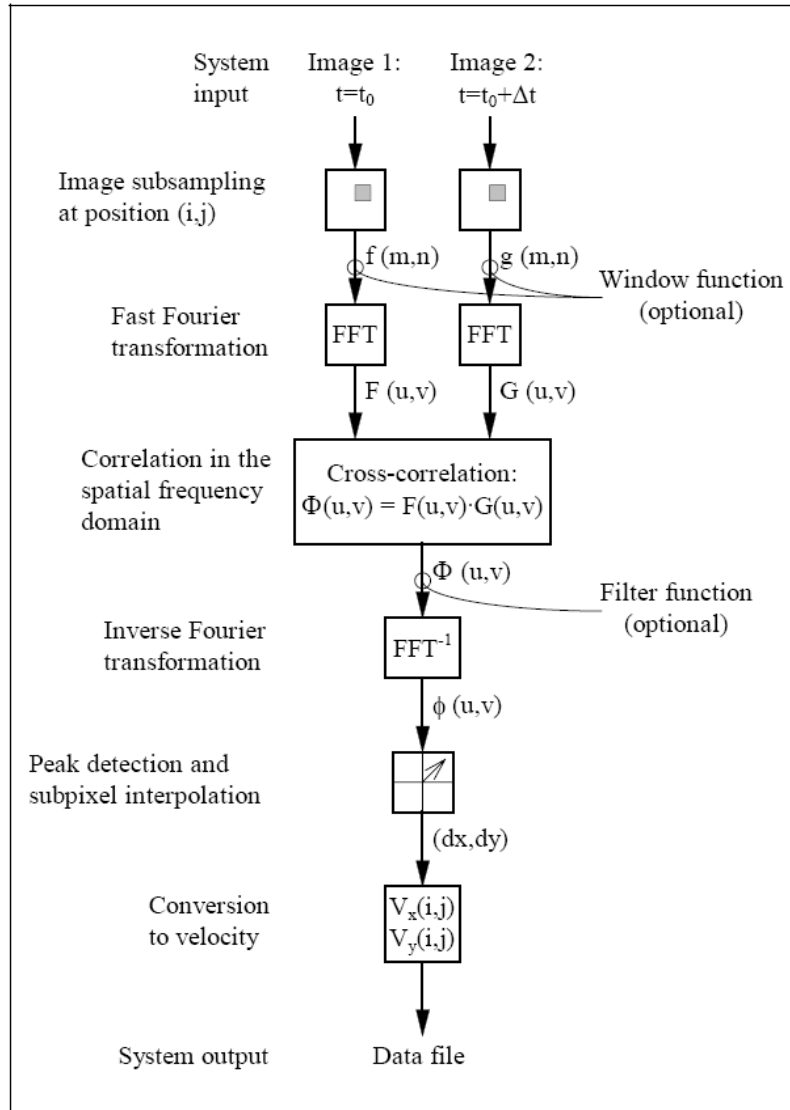 System
input
Image 1:
t=t₀
Image 2:
t=t₀+Δt
Image subsampling
at position (i,j)
f (m,n)
g (m,n)
Window function
(optional)
Fast Fourier
transformation
FFT
FFT
F (u,v)
G (u,v)
Correlation in the
spatial frequency
domain
Cross-correlation:
Φ(u,v) = F(u,v)·G(u,v)
Φ (u,v)
Filter function
(optional)
Inverse Fourier
transformation
FFT⁻¹
ϕ (u,v)
Peak detection and
subpixel interpolation
(dx,dy)
Conversion
to velocity
Vₓ(i,j)
V_y(i,j)
System output
Data file